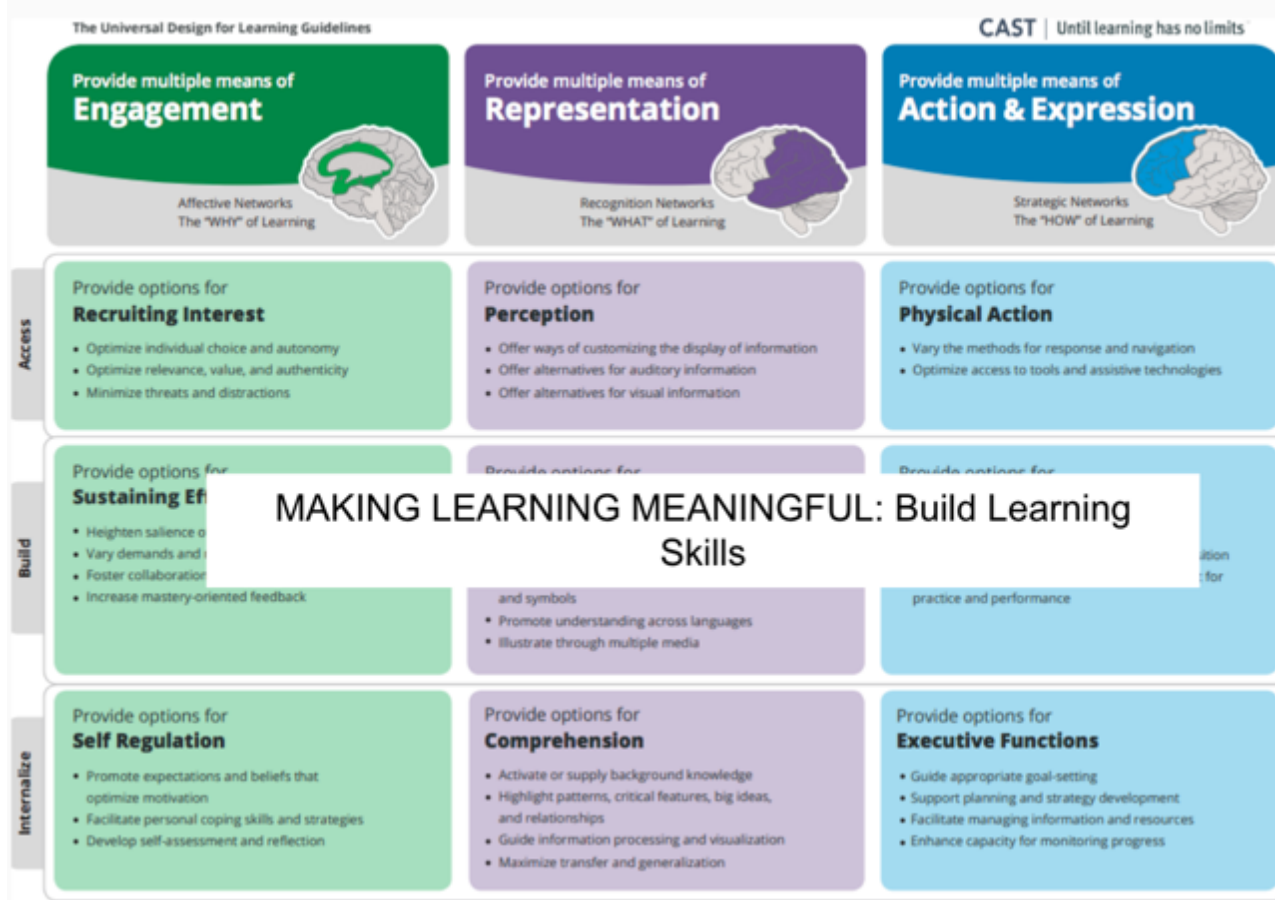 The Universal Design for Learning Guidelines
CAST | Until learning has no limits
Provide multiple means of
Engagement
Affective Networks
The "WHY" of Learning
Provide multiple means of
Representation
Recognition Networks
The "WHAT" of Learning
Provide multiple means of
Action & Expression
Strategic Networks
The "HOW" of Learning
Access
Provide options for
Recruiting Interest
• Optimize individual choice and autonomy
• Optimize relevance, value, and authenticity
• Minimize threats and distractions
Provide options for
Perception
• Offer ways of customizing the display of information
• Offer alternatives for auditory information
• Offer alternatives for visual information
Provide options for
Physical Action
• Vary the methods for response and navigation
• Optimize access to tools and assistive technologies
Build
Provide options for
Sustaining
• Heighten salience
• Vary demands and
• Foster collaboration
• Increase mastery-oriented feedback
MAKING LEARNING MEANINGFUL: Build Learning
Skills
Provide options for
and symbols
• Promote understanding across languages
• Illustrate through multiple media
Provide options for
for
practice and performance
Internalize
Provide options for
Self Regulation
• Promote expectations and beliefs that
optimize motivation
• Facilitate personal coping skills and strategies
• Develop self-assessment and reflection
Provide options for
Comprehension
• Activate or supply background knowledge
• Highlight patterns, critical features, big ideas,
and relationships
• Guide information processing and visualization
• Maximize transfer and generalization
Provide options for
Executive Functions
• Guide appropriate goal-setting
• Support planning and strategy development
• Facilitate managing information and resources
• Enhance capacity for monitoring progress